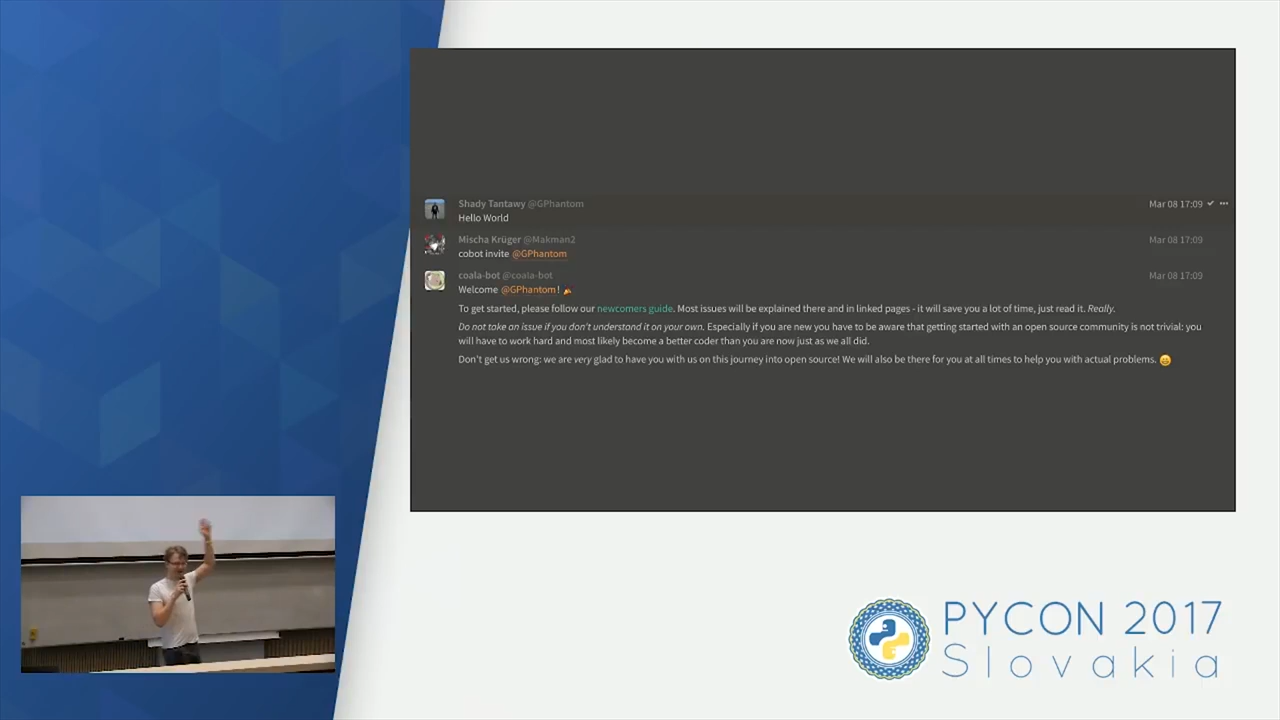 Shady Tantawy @GPhantom
Mar 08 17:09
Hello World
Mischa Krüger @Makman2
Mar 08 17:09
cobot invite @GPhantom
coala-bot @coala-bot
Mar 08 17:09
Welcome @GPhantom! 🎉
To get started, please follow our newcomers guide. Most issues will be explained there and in linked pages - it will save you a lot of time, just read it. Really.
Do not take an issue if you don't understand it on your own. Especially if you are new you have to be aware that getting started with an open source community is not trivial: you
will have to work hard and most likely become a better coder than you are now just as we all did.
Don't get us wrong: we are very glad to have you with us on this journey into open source! We will also be there for you at all times to help you with actual problems. 😄
PYCON 2017
Slovakia